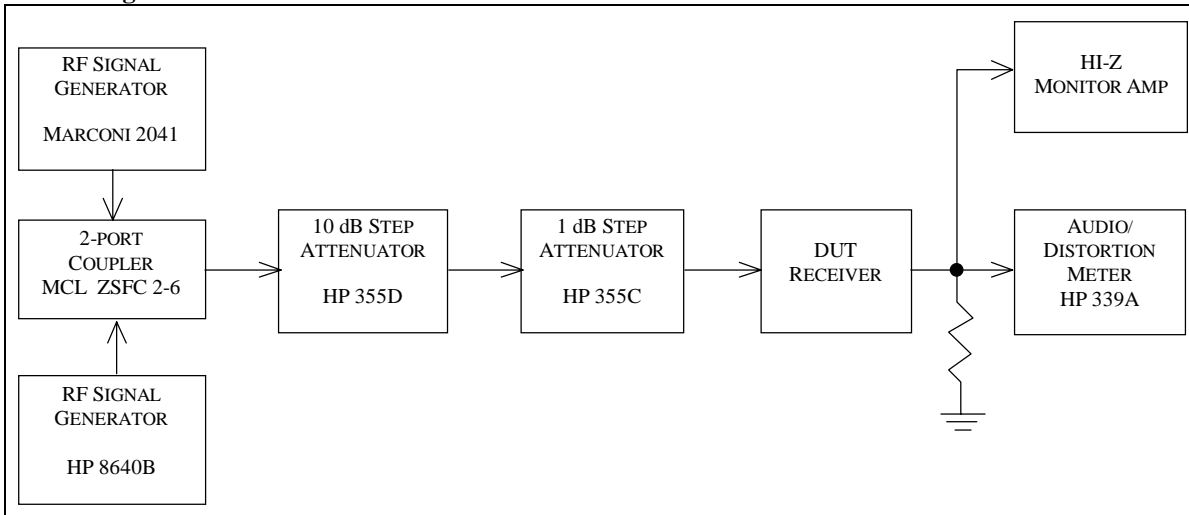 RF SIGNAL
GENERATOR
MARCONI 2041
2-PORT
COUPLER
MCL ZSFC 2-6
RF SIGNAL
GENERATOR
HP 8640B
10 dB STEP
ATTENUATOR
HP 355D
1 dB STEP
ATTENUATOR
HP 355C
DUT
RECEIVER
HI-Z
MONITOR AMP
AUDIO/
DISTORTION
METER
HP 339A